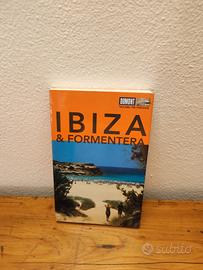 DUMONT
IBIZA
& FORMENTERA
subito